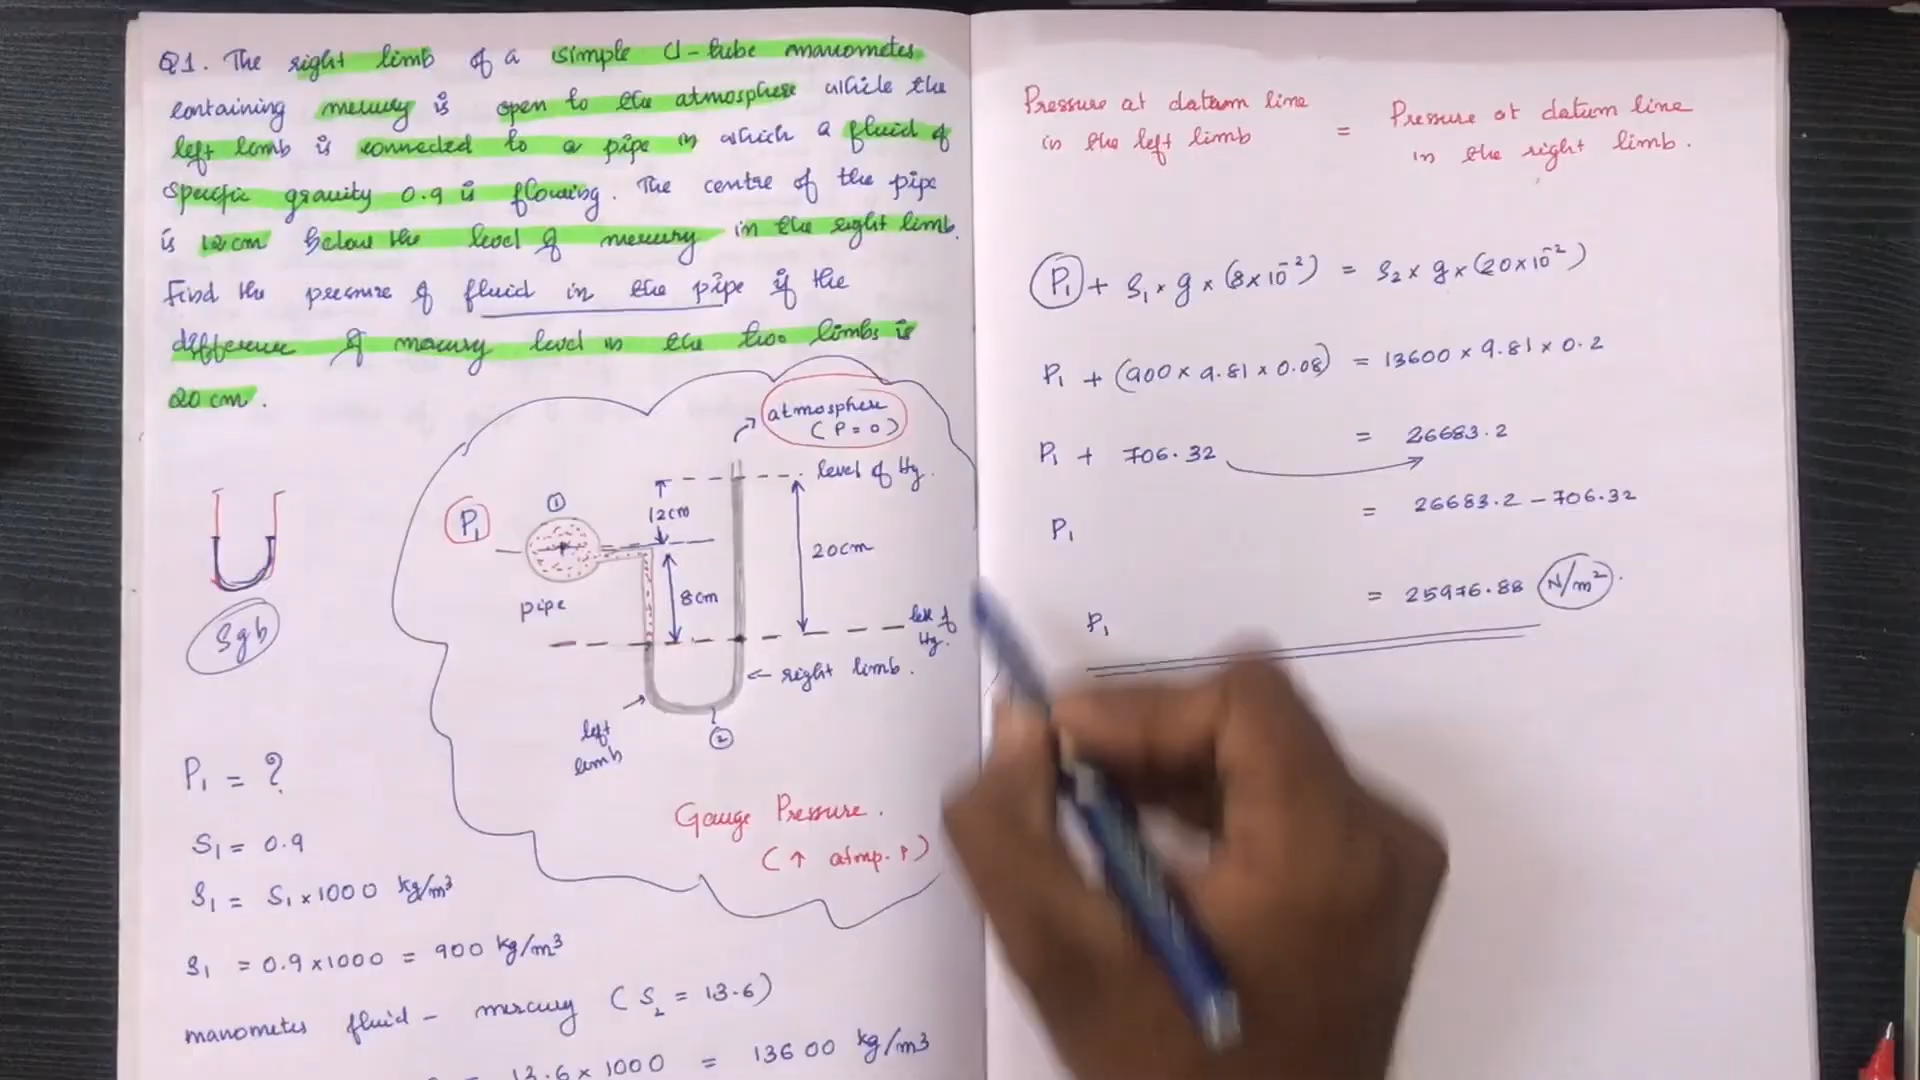 Q1. The right limb of a simple U-tube manometer
containing mercury is open to the atmosphere while the
left limb is connected to a pipe in which a fluid of
specific gravity 0.9 is flowing. The centre of the pipe
is 12 cm below the level of mercury in the right limb.
Find the pressure of fluid in the pipe if the
difference of mercury level in the two limbs is
20 cm.
atmosphere
(P = 0)
level of Hg.
12cm
①
P₁
20cm
pipe
8cm
Hg.
← right limb.
left
limb
②
ρgh
P₁ = ?
S₁ = 0.9
ρ₁ = S₁ × 1000 kg/m³
ρ₁ = 0.9 × 1000 = 900 kg/m³
manometer fluid - mercury (S₂ = 13.6)
13.6 × 1000 = 13600 kg/m³
Gauge Pressure.
(↑ atmp. P)
Pressure at datum line
in the left limb
=
Pressure at datum line
in the right limb.
P₁ + ρ₁ × g × (8×10⁻²) = ρ₂ × g × (20×10⁻²)
P₁ + (900 × 9.81 × 0.08) = 13600 × 9.81 × 0.2
P₁ + 706.32 = 26683.2
P₁ = 26683.2 - 706.32
P₁ = 25976.88 N/m².